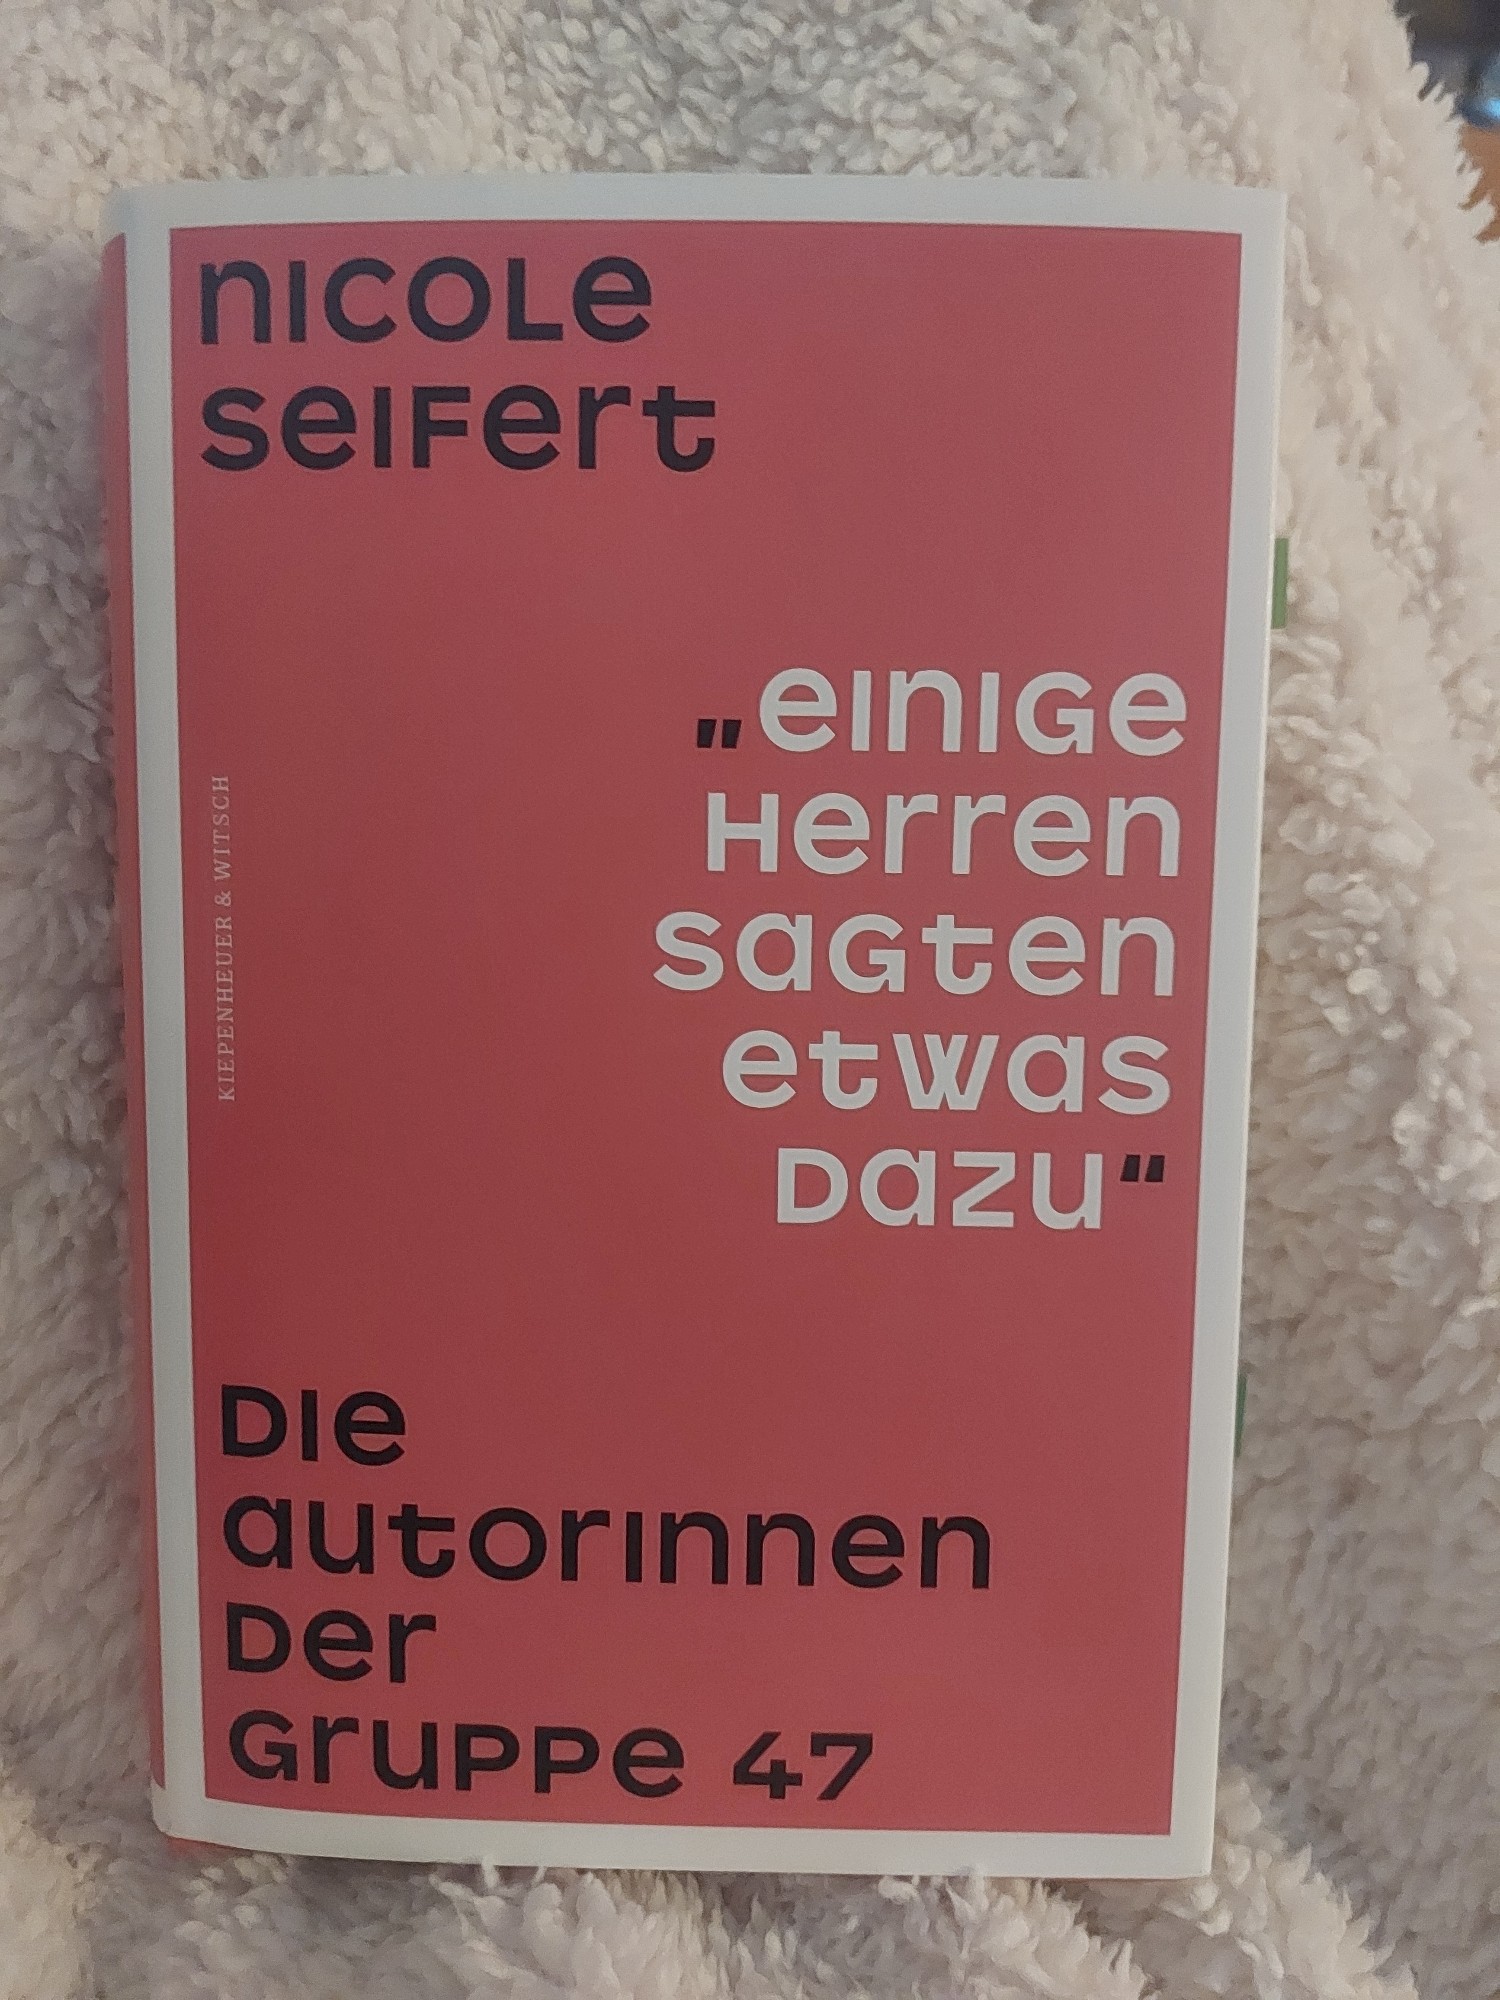 Nicole
Seifert
„Einige
Herren
sagten
etwas
dazu“
KIEPENHEUER & WITSCH
Die
Autorinnen
der
Gruppe 47